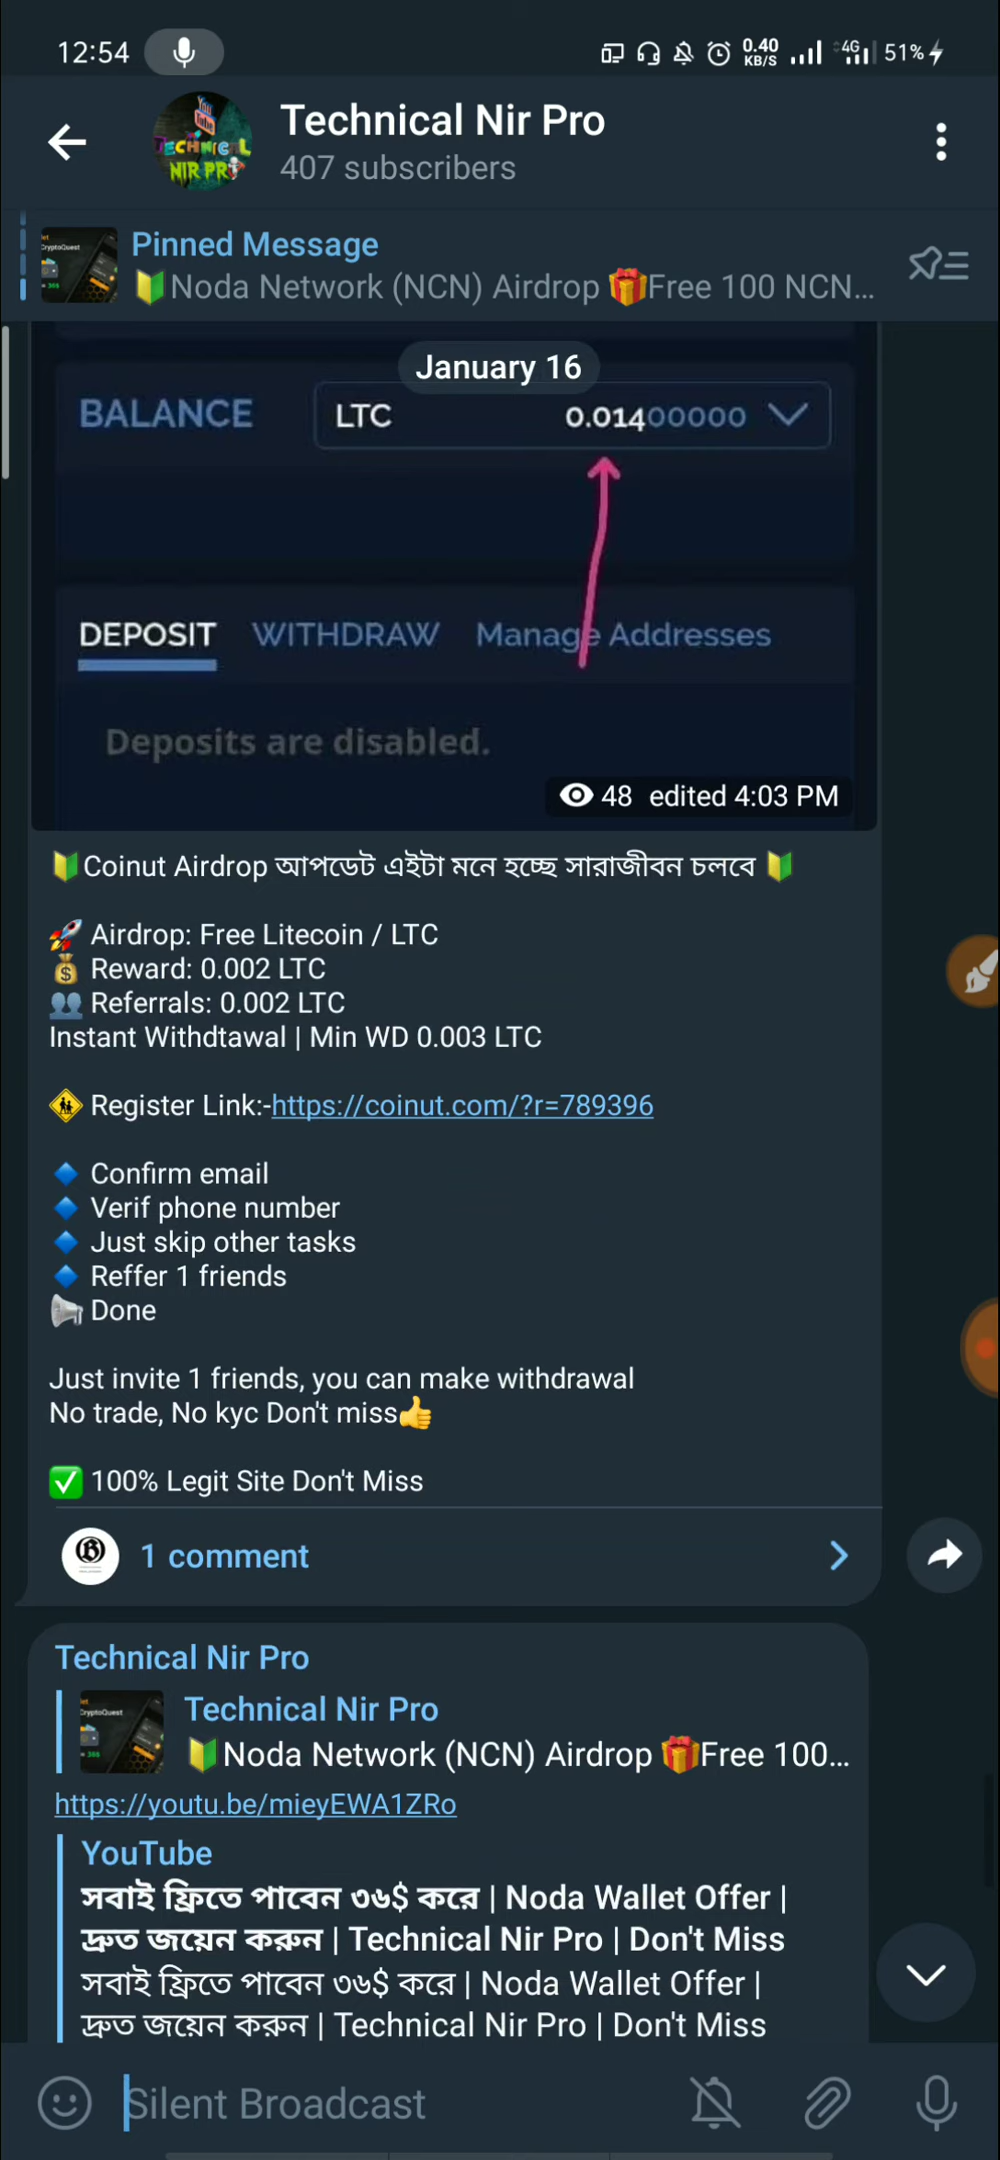 12:54
0.40
KB/S
4G
51%
Technical Nir Pro
407 subscribers
Pinned Message
🔰Noda Network (NCN) Airdrop 🎁Free 100 NCN...
January 16
BALANCE
LTC
0.01400000
DEPOSIT
WITHDRAW
Manage Addresses
Deposits are disabled.
48 edited 4:03 PM
🔰Coinut Airdrop আপডেট এইটা মনে হচ্ছে সারাজীবন চলবে 🔰
🚀 Airdrop: Free Litecoin / LTC
💰 Reward: 0.002 LTC
👥 Referrals: 0.002 LTC
Instant Withdtawal | Min WD 0.003 LTC
🚸 Register Link:-https://coinut.com/?r=789396
🔹 Confirm email
🔹 Verif phone number
🔹 Just skip other tasks
🔹 Reffer 1 friends
📢 Done
Just invite 1 friends, you can make withdrawal
No trade, No kyc Don't miss👍
✅ 100% Legit Site Don't Miss
1 comment
Technical Nir Pro
Technical Nir Pro
🔰Noda Network (NCN) Airdrop 🎁Free 100...
https://youtu.be/mieyEWA1ZRo
YouTube
সবাই ফ্রিতে পাবেন ৩৬$ করে | Noda Wallet Offer |
দ্রুত জয়েন করুন | Technical Nir Pro | Don't Miss
সবাই ফ্রিতে পাবেন ৩৬$ করে | Noda Wallet Offer |
দ্রুত জয়েন করুন | Technical Nir Pro | Don't Miss
Silent Broadcast